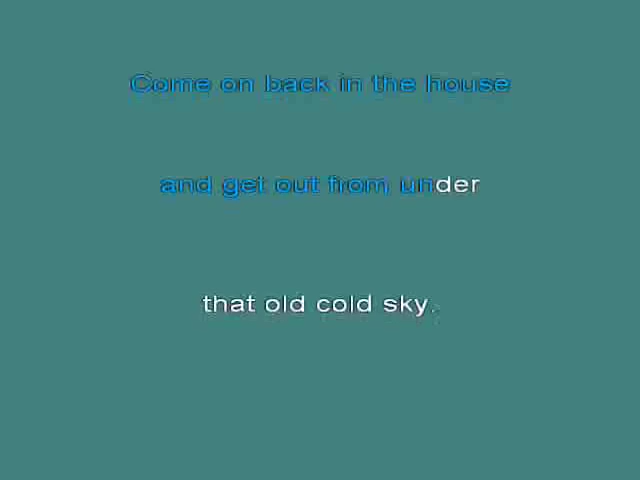 Come on back in the house
and get out from under
that old cold sky.